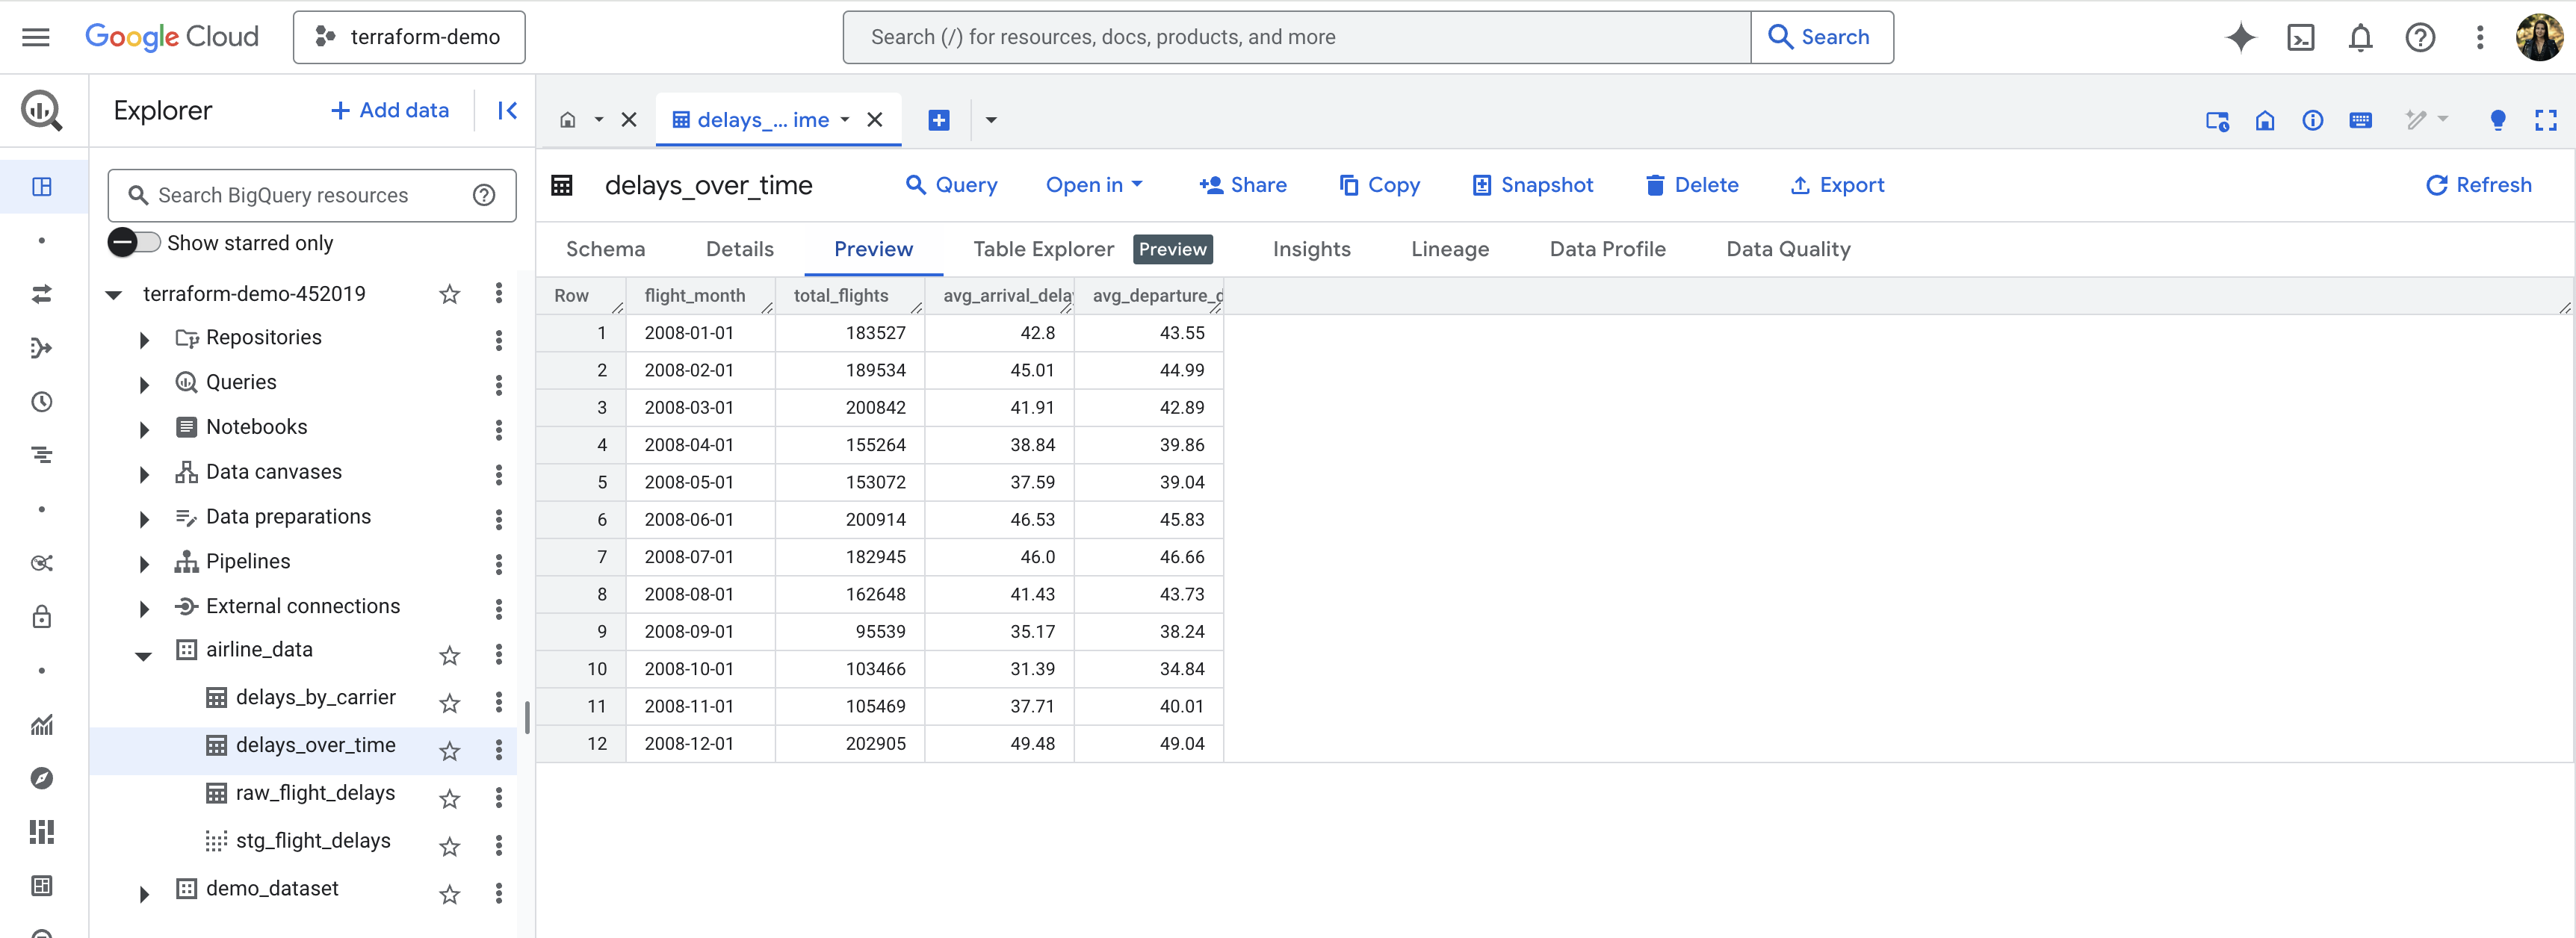 Google Cloud
terraform-demo
Search (/) for resources, docs, products, and more
Search
Explorer
+ Add data
delays_... ime
Search BigQuery resources
Show starred only
delays_over_time
Query
Open in
Share
Copy
Snapshot
Delete
Export
Refresh
Schema
Details
Preview
Table Explorer Preview
Insights
Lineage
Data Profile
Data Quality
terraform-demo-452019
Repositories
Queries
Notebooks
Data canvases
Data preparations
Pipelines
External connections
airline_data
delays_by_carrier
delays_over_time
raw_flight_delays
stg_flight_delays
demo_dataset
Row flight_month total_flights avg_arrival_dela avg_departure_d
1 2008-01-01 183527 42.8 43.55
2 2008-02-01 189534 45.01 44.99
3 2008-03-01 200842 41.91 42.89
4 2008-04-01 155264 38.84 39.86
5 2008-05-01 153072 37.59 39.04
6 2008-06-01 200914 46.53 45.83
7 2008-07-01 182945 46.0 46.66
8 2008-08-01 162648 41.43 43.73
9 2008-09-01 95539 35.17 38.24
10 2008-10-01 103466 31.39 34.84
11 2008-11-01 105469 37.71 40.01
12 2008-12-01 202905 49.48 49.04